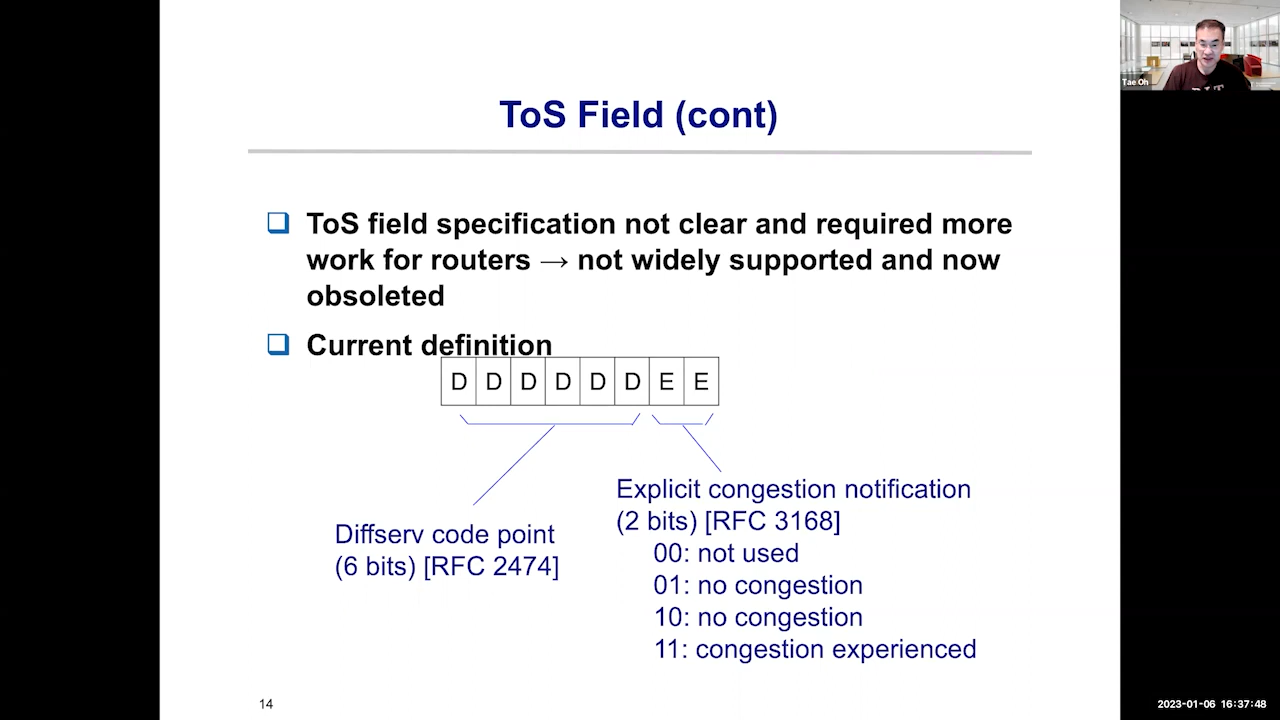 ToS Field (cont)
ToS field specification not clear and required more
work for routers → not widely supported and now
obsoleted
Current definition
D D D D D D E E
Explicit congestion notification
(2 bits) [RFC 3168]
00: not used
01: no congestion
10: no congestion
11: congestion experienced
Diffserv code point
(6 bits) [RFC 2474]
14
Tae Oh
2023-01-06 16:37:48